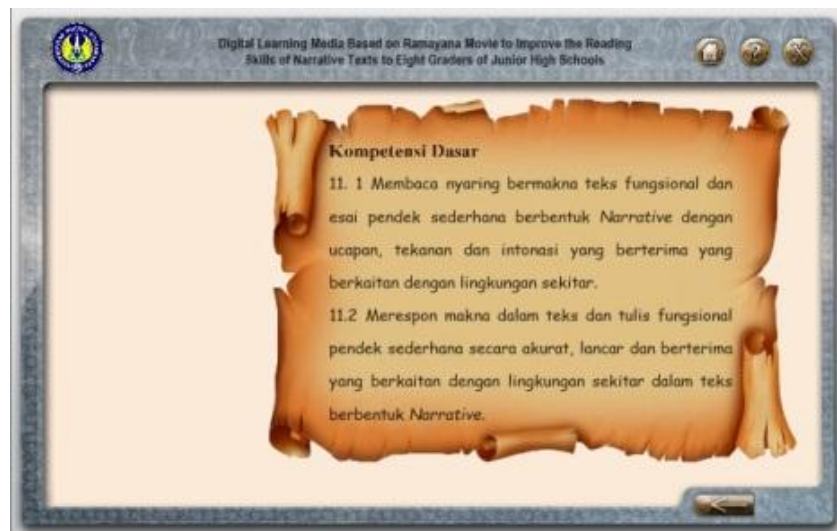 Digital Learning Media Based on Ramayana Movie to Improve the Reading
Skills of Narrative Texts to Eight Graders of Junior High Schools
?
X
Kompetensi Dasar
11. 1 Membaca nyaring bermakna teks fungsional dan
esai pendek sederhana berbentuk Narrative dengan
ucapan, tekanan dan intonasi yang berterima yang
berkaitan dengan lingkungan sekitar.
11.2 Merespon makna dalam teks dan tulis fungsional
pendek sederhana secara akurat, lancar dan berterima
yang berkaitan dengan lingkungan sekitar dalam teks
berbentuk Narrative.